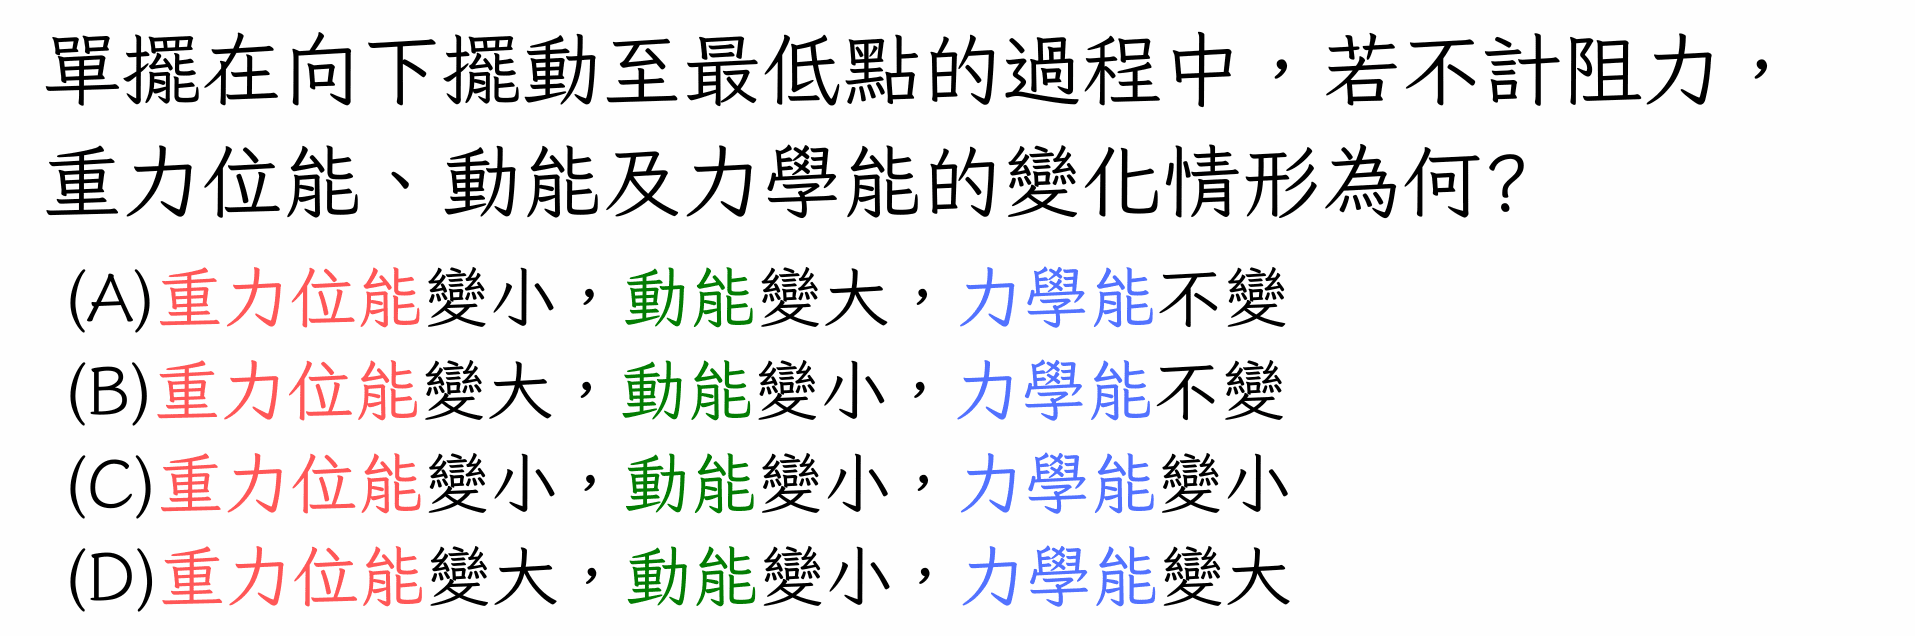 單擺在向下擺動至最低點的過程中，若不計阻力，
重力位能、動能及力學能的變化情形為何?
(A)重力位能變小，動能變大，力學能不變
(B)重力位能變大，動能變小，力學能不變
(C)重力位能變小，動能變小，力學能變小
(D)重力位能變大，動能變小，力學能變大